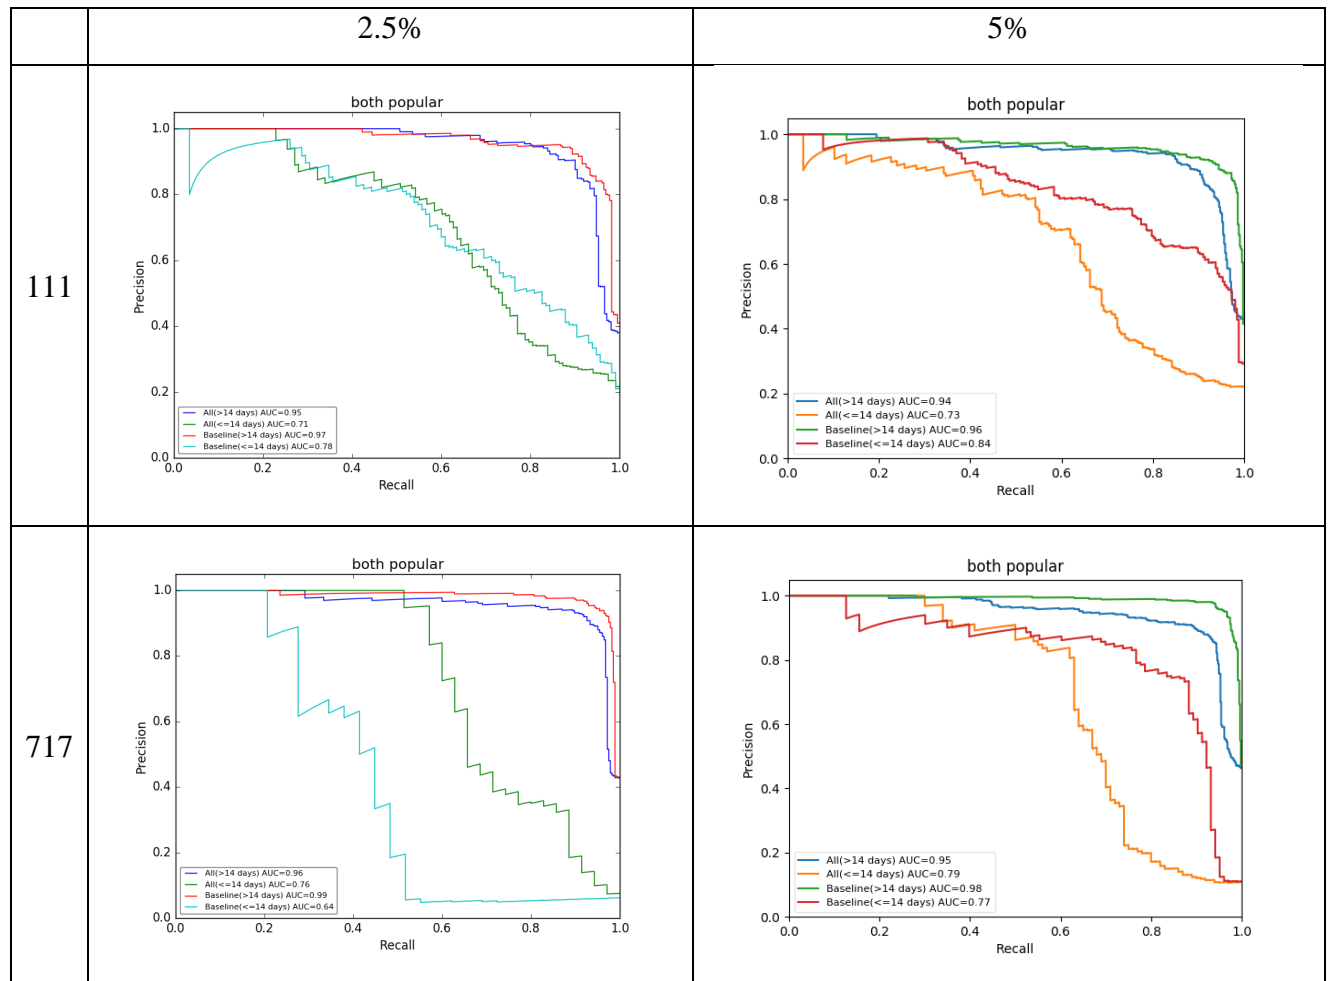 2.5%
5%
111
both popular
Precision
1.0
0.8
0.6
0.4
0.2
0.0
All(>14 days) AUC=0.95
All(<=14 days) AUC=0.71
Baseline(>14 days) AUC=0.97
Baseline(<=14 days) AUC=0.78
0.0 0.2 0.4 0.6 0.8 1.0
Recall
both popular
Precision
1.0
0.8
0.6
0.4
0.2
0.0
All(>14 days) AUC=0.94
All(<=14 days) AUC=0.73
Baseline(>14 days) AUC=0.96
Baseline(<=14 days) AUC=0.84
0.0 0.2 0.4 0.6 0.8 1.0
Recall
717
both popular
Precision
1.0
0.8
0.6
0.4
0.2
0.0
All(>14 days) AUC=0.96
All(<=14 days) AUC=0.76
Baseline(>14 days) AUC=0.99
Baseline(<=14 days) AUC=0.64
0.0 0.2 0.4 0.6 0.8 1.0
Recall
both popular
Precision
1.0
0.8
0.6
0.4
0.2
0.0
All(>14 days) AUC=0.95
All(<=14 days) AUC=0.79
Baseline(>14 days) AUC=0.98
Baseline(<=14 days) AUC=0.77
0.0 0.2 0.4 0.6 0.8 1.0
Recall